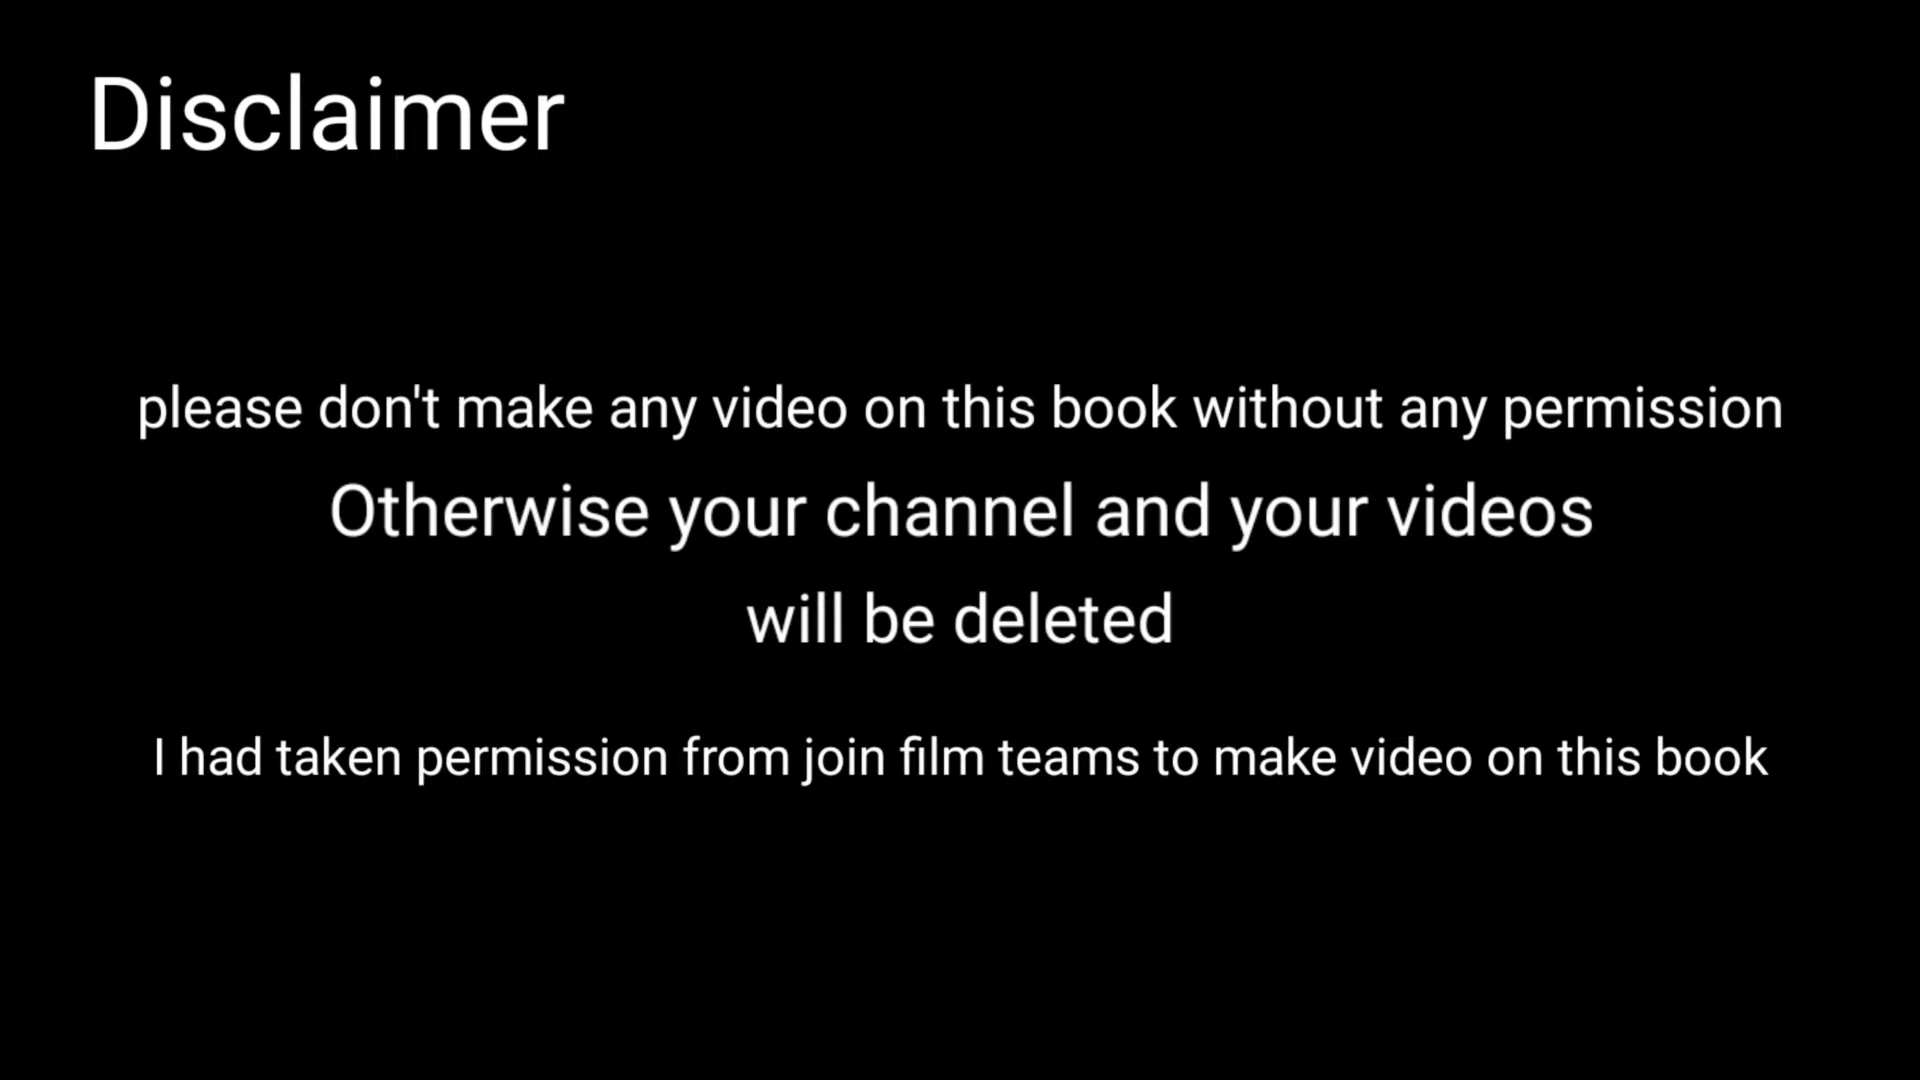 Disclaimer
please don't make any video on this book without any permission
Otherwise your channel and your videos
will be deleted
I had taken permission from join film teams to make video on this book